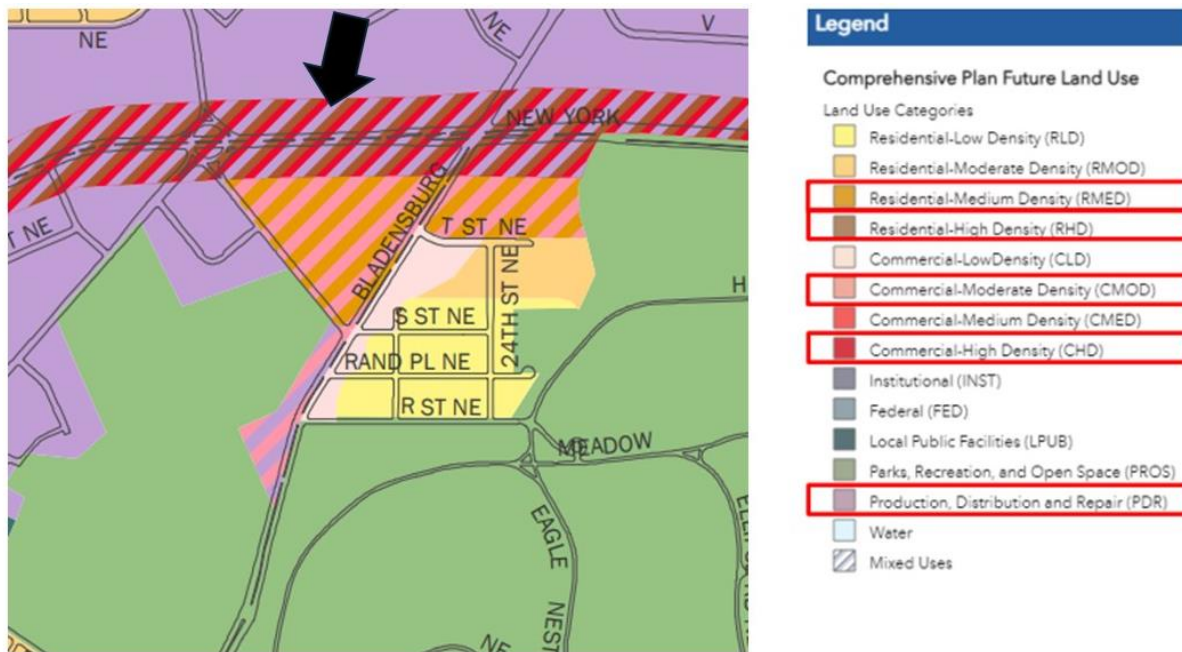 NE
NE
V
NEW YORK
BLADENSBURG
T NE
T ST NE
H
S ST NE
24TH ST NE
RAND PL NE
R ST NE
MEADOW
EAGLE
NEST
NE
Legend
Comprehensive Plan Future Land Use
Land Use Categories
Residential-Low Density (RLD)
Residential-Moderate Density (RMOD)
Residential-Medium Density (RMED)
Residential-High Density (RHD)
Commercial-LowDensity (CLD)
Commercial-Moderate Density (CMOD)
Commercial-Medium Density (CMED)
Commercial-High Density (CHD)
Institutional (INST)
Federal (FED)
Local Public Facilities (LPUB)
Parks, Recreation, and Open Space (PROS)
Production, Distribution and Repair (PDR)
Water
Mixed Uses